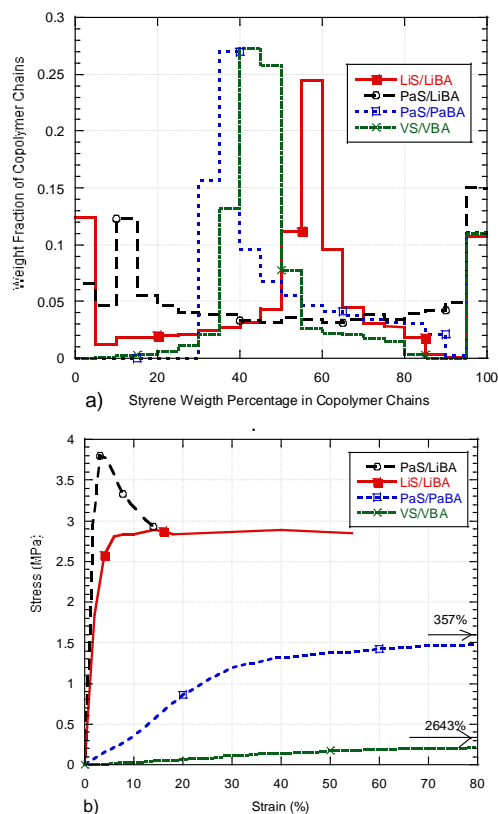 0.3
0.25
0.2
0.15
0.1
0.05
0
Weight Fraction of Copolymer Chains
LiS/LiBA
PaS/LiBA
PaS/PaBA
VS/VBA
0 20 40 60 80 100
a) Styrene Weigth Percentage in Copolymer Chains
4
3.5
3
2.5
2
1.5
1
0.5
0
Stress (MPa)
PaS/LiBA
LiS/LiBA
PaS/PaBA
VS/VBA
357%
2643%
0 10 20 30 40 50 60 70 80
b) Strain (%)